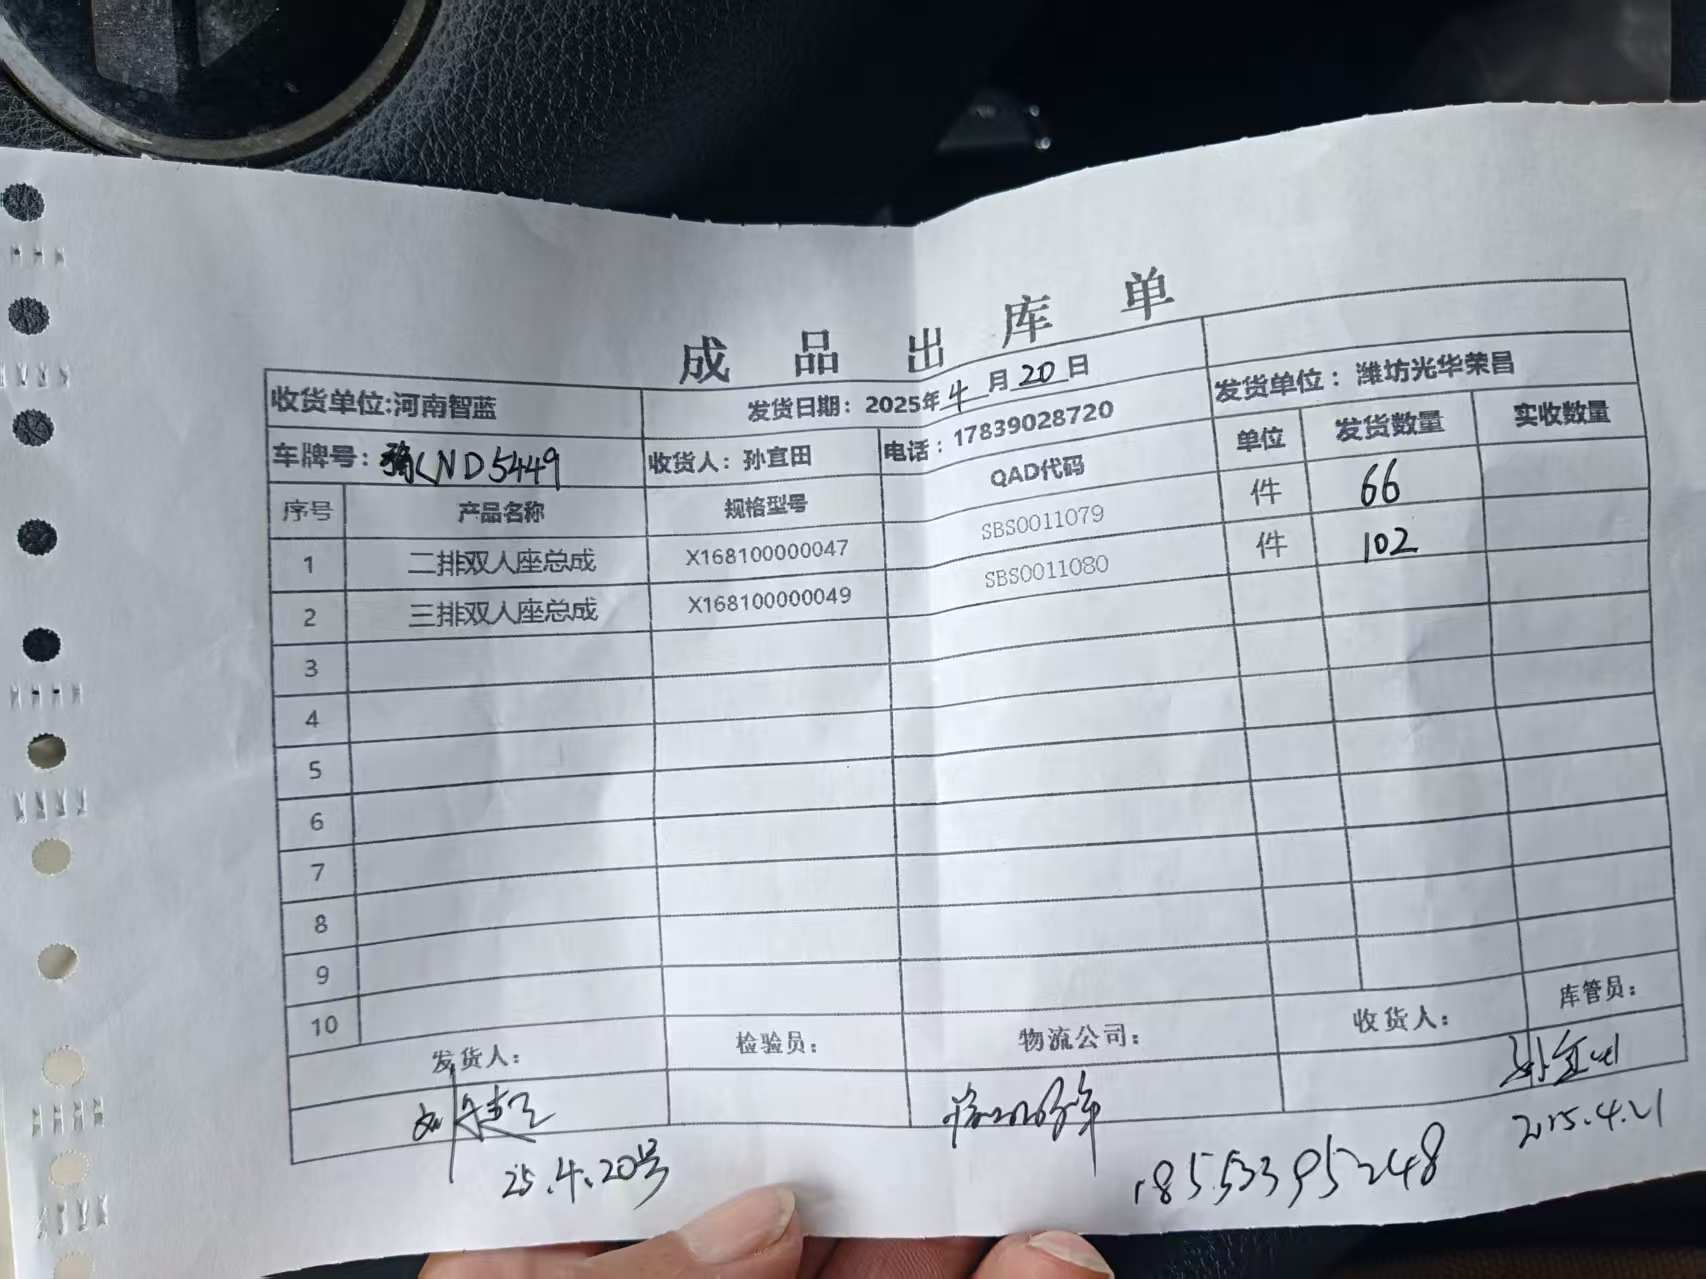 成品出库单
收货单位:河南智蓝 发货日期：2025年4月20日 发货单位：潍坊光华荣昌
车牌号：豫LND5449 收货人：孙宜田 电话：17839028720
序号 产品名称 规格型号 QAD代码 单位 发货数量 实收数量
1 二排双人座总成 X168100000047 SBS0011079 件 66
2 三排双人座总成 X168100000049 SBS0011080 件 102
3
4
5
6
7
8
9
10
发货人： 检验员： 物流公司： 收货人： 库管员：
25.4.20号 18553395248 2025.4.21